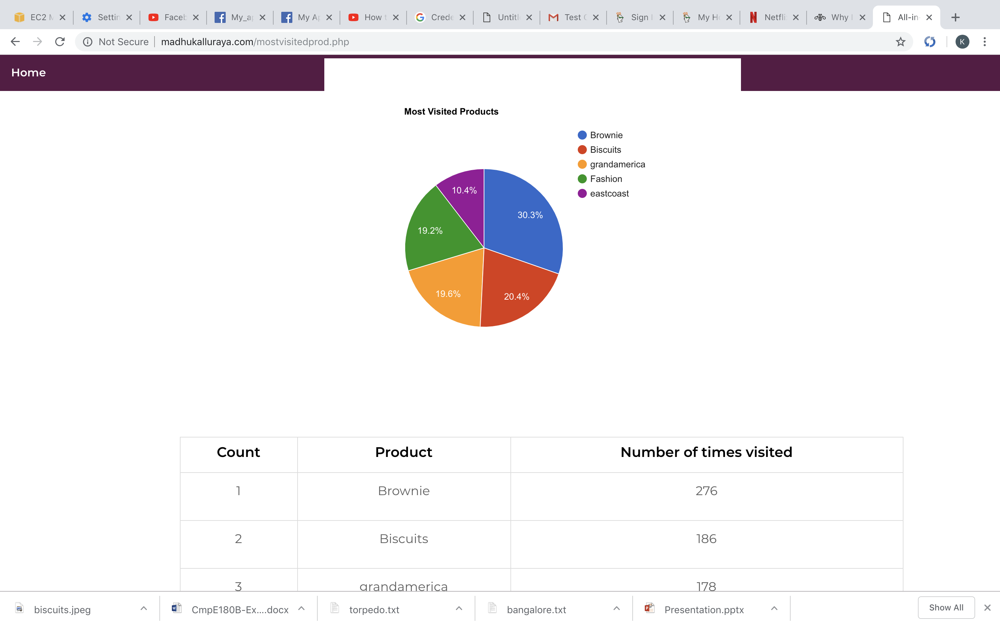 EC2 M Settin Faceb My_a My A How t Crede Untitl Test C Sign I My Ho Netfli Why I All-in-
Not Secure madhukalluraya.com/mostvisitedprod.php K
Home
Most Visited Products
Brownie
Biscuits
grandamerica
Fashion
eastcoast
10.4%
30.3%
19.2%
19.6%
20.4%
Count Product Number of times visited
1 Brownie 276
2 Biscuits 186
3 grandamerica 178
biscuits.jpeg CmpE180B-Ex....docx torpedo.txt bangalore.txt Presentation.pptx Show All